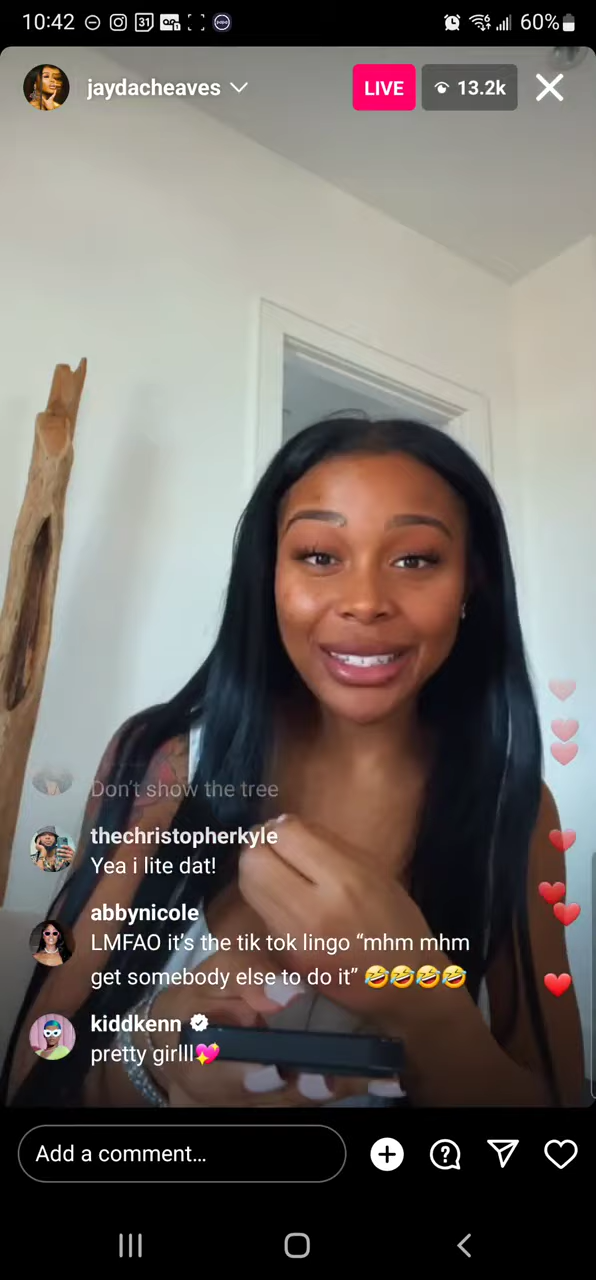 10:42
31
60%
jaydacheaves
LIVE
13.2k
Don't show the tree
thechristopherkyle
Yea i lite dat!
abbynicole
LMFAO it's the tik tok lingo “mhm mhm
get somebody else to do it” 🤣🤣🤣🤣
kiddkenn
pretty girlll💖
Add a comment...